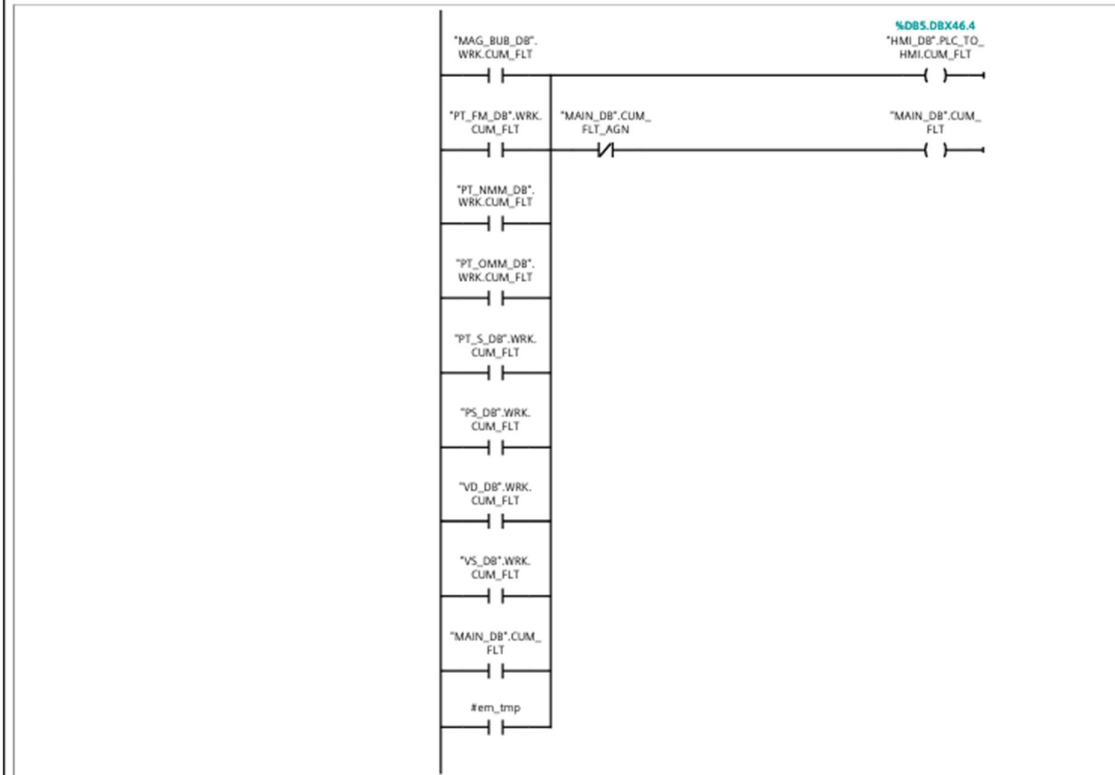 %DB5.DBX46.4
"MAG_BUB_DB".
WRK.CUM_FLT
"HMI_DB".PLC_TO_
HMI.CUM_FLT
"PT_FM_DB".WRK.
CUM_FLT
"MAIN_DB".CUM_
FLT_AGN
"MAIN_DB".CUM_
FLT
"PT_NMM_DB".
WRK.CUM_FLT
"PT_OMM_DB".
WRK.CUM_FLT
"PT_S_DB".WRK.
CUM_FLT
"PS_DB".WRK.
CUM_FLT
"VD_DB".WRK.
CUM_FLT
"VS_DB".WRK.
CUM_FLT
"MAIN_DB".CUM_
FLT
#em_tmp